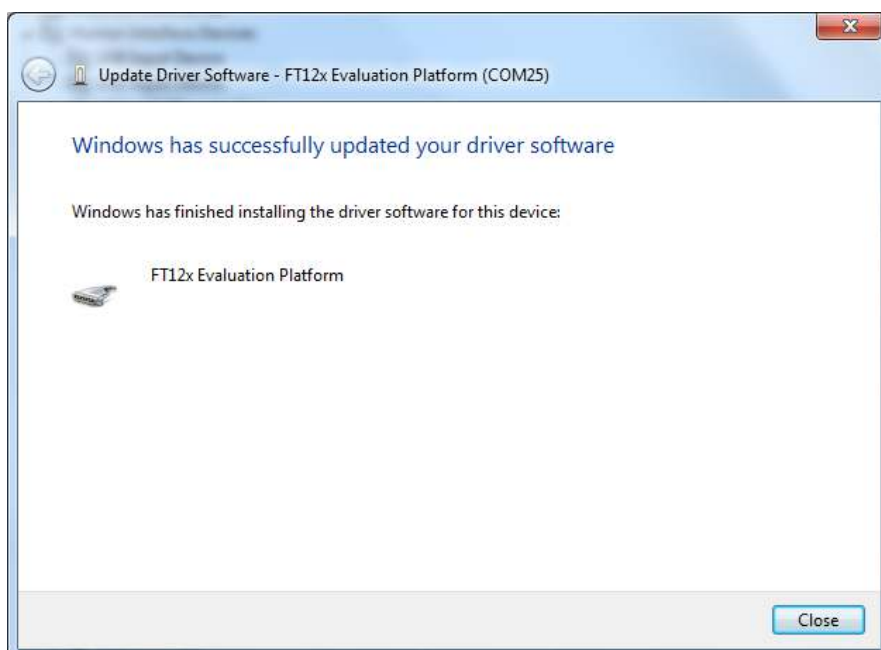 Update Driver Software - FT12x Evaluation Platform (COM25)
Windows has successfully updated your driver software
Windows has finished installing the driver software for this device:
FT12x Evaluation Platform
Close